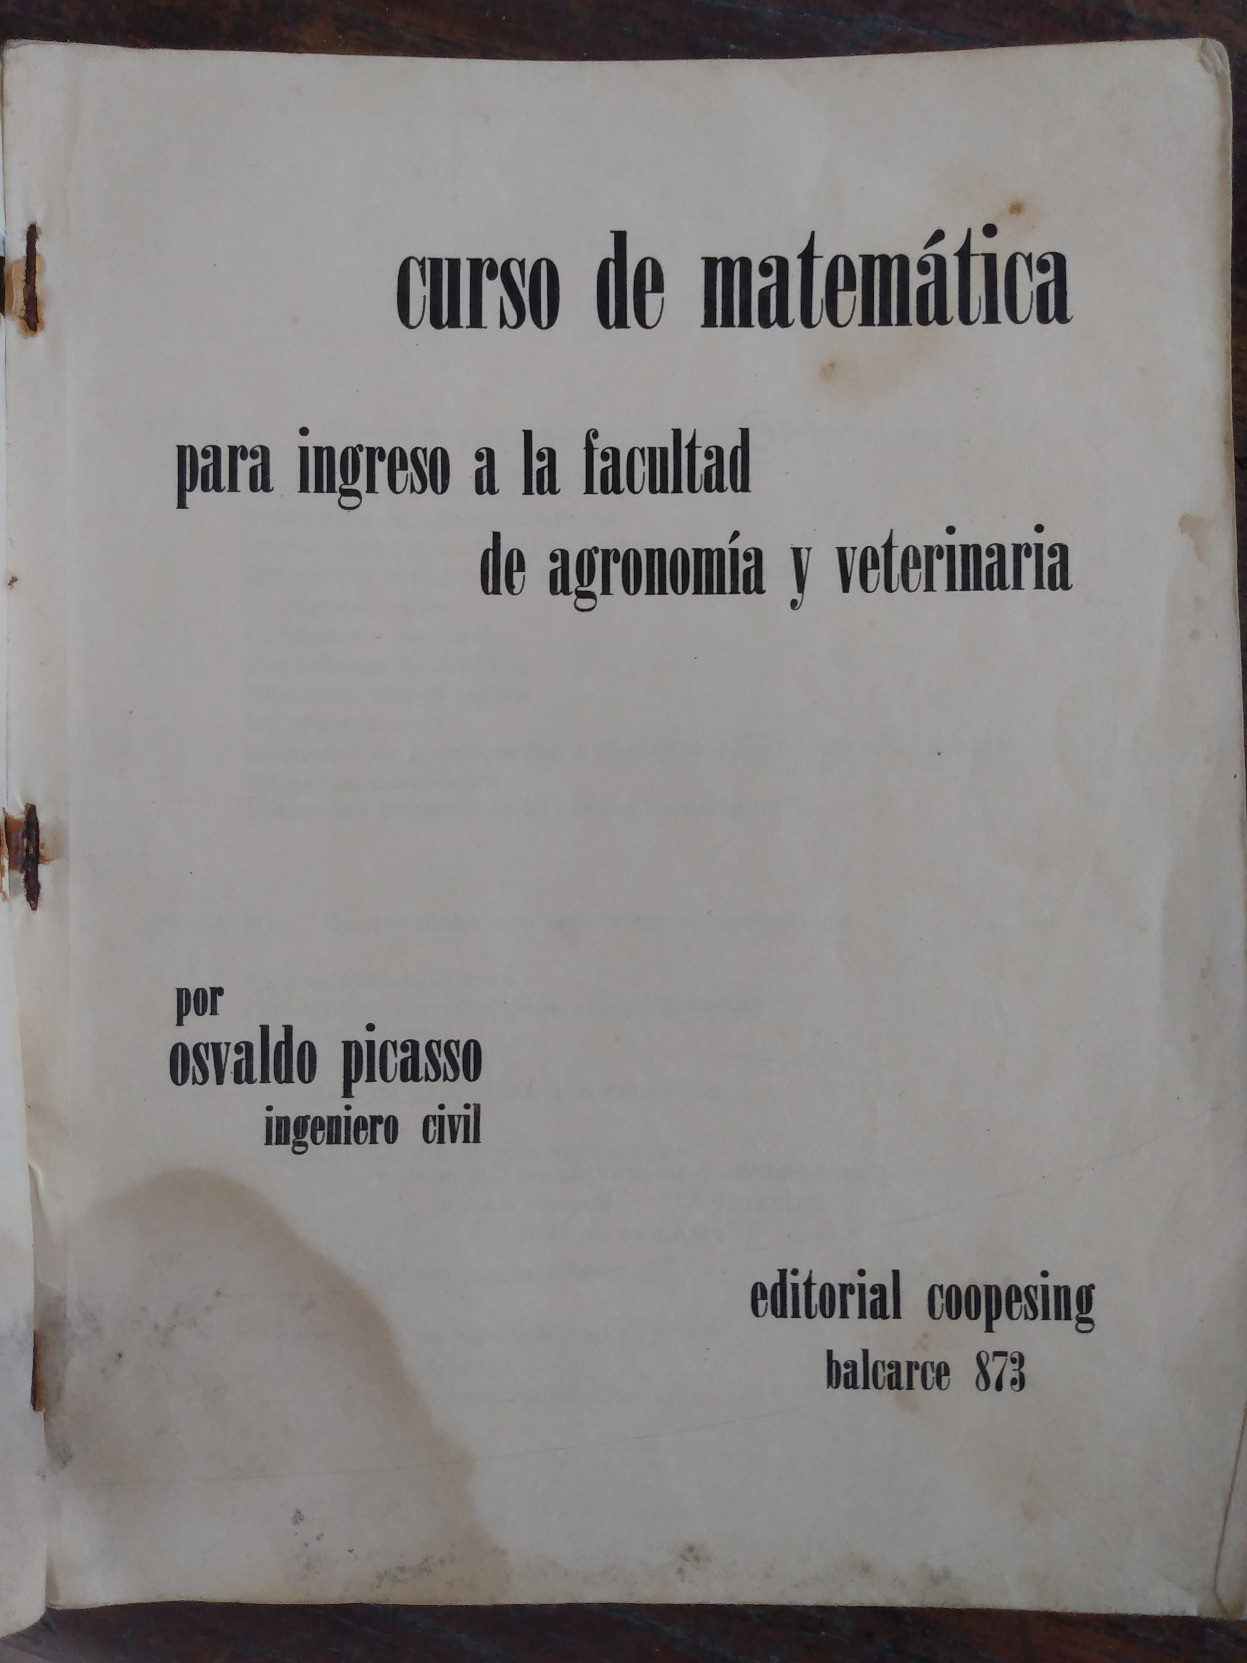 curso de matemática
para ingreso a la facultad
de agronomía y veterinaria
por
osvaldo picasso
ingeniero civil
editorial coopesing
balcarce 873